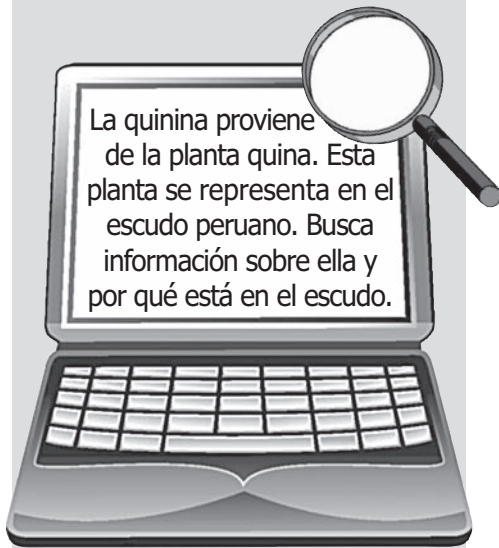 La quinina proviene
de la planta quina. Esta
planta se representa en el
escudo peruano. Busca
información sobre ella y
por qué está en el escudo.